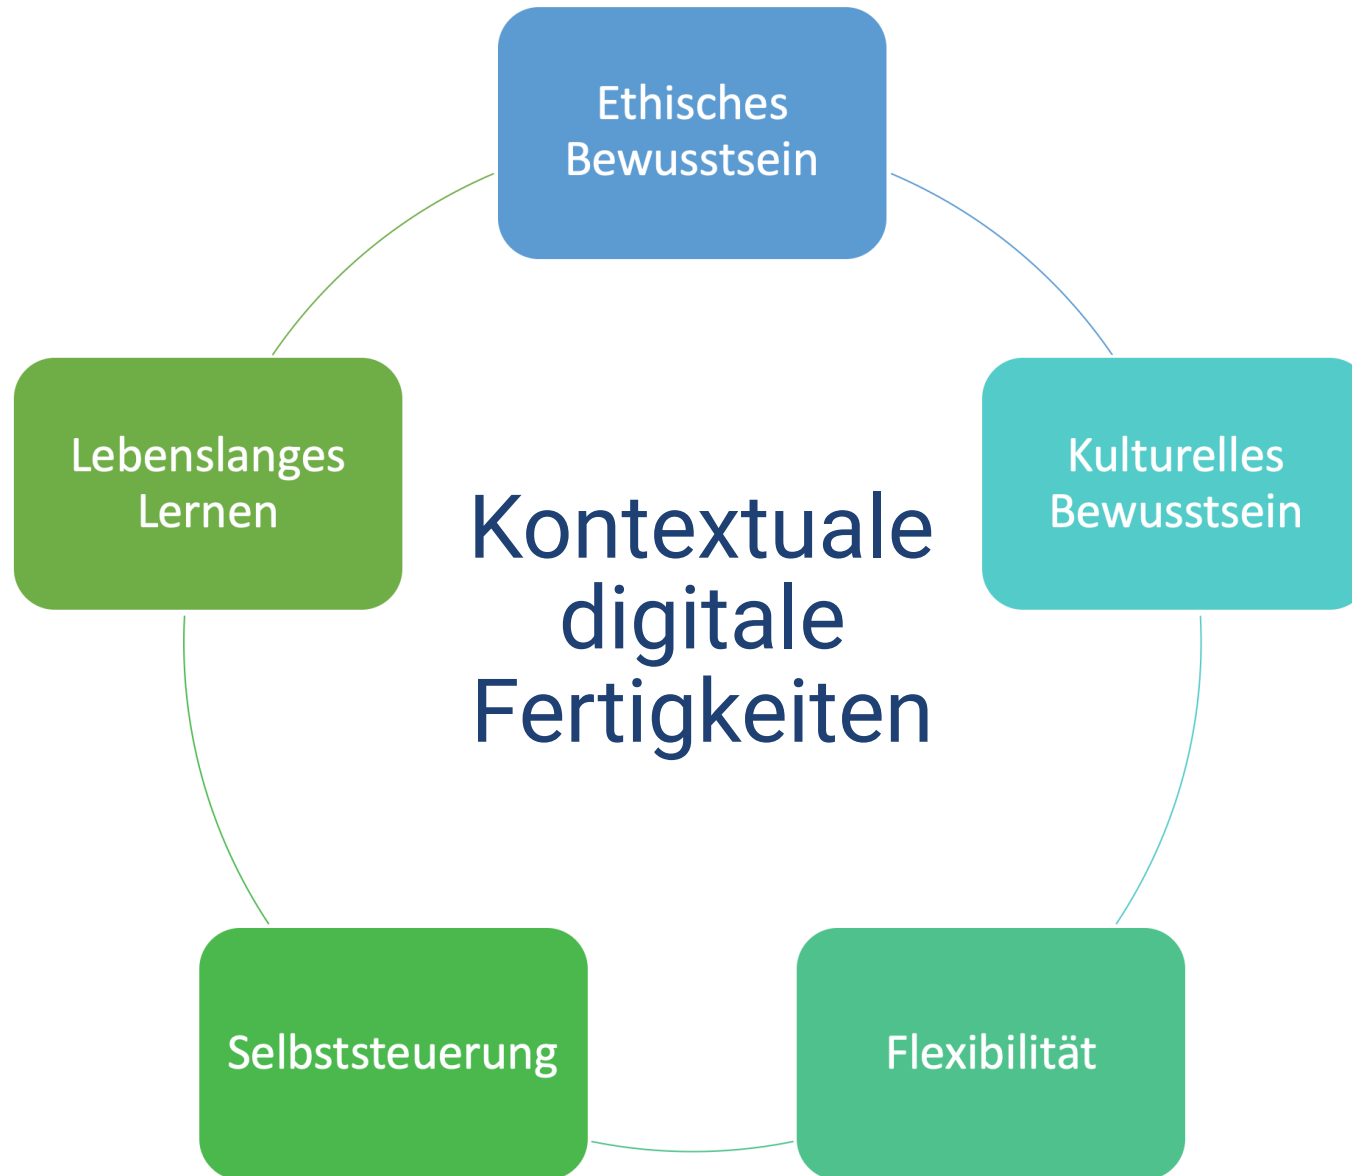 Ethisches
Bewusstsein
Kulturelles
Bewusstsein
Flexibilität
Selbststeuerung
Lebenslanges
Lernen
Kontextuale
digitale
Fertigkeiten